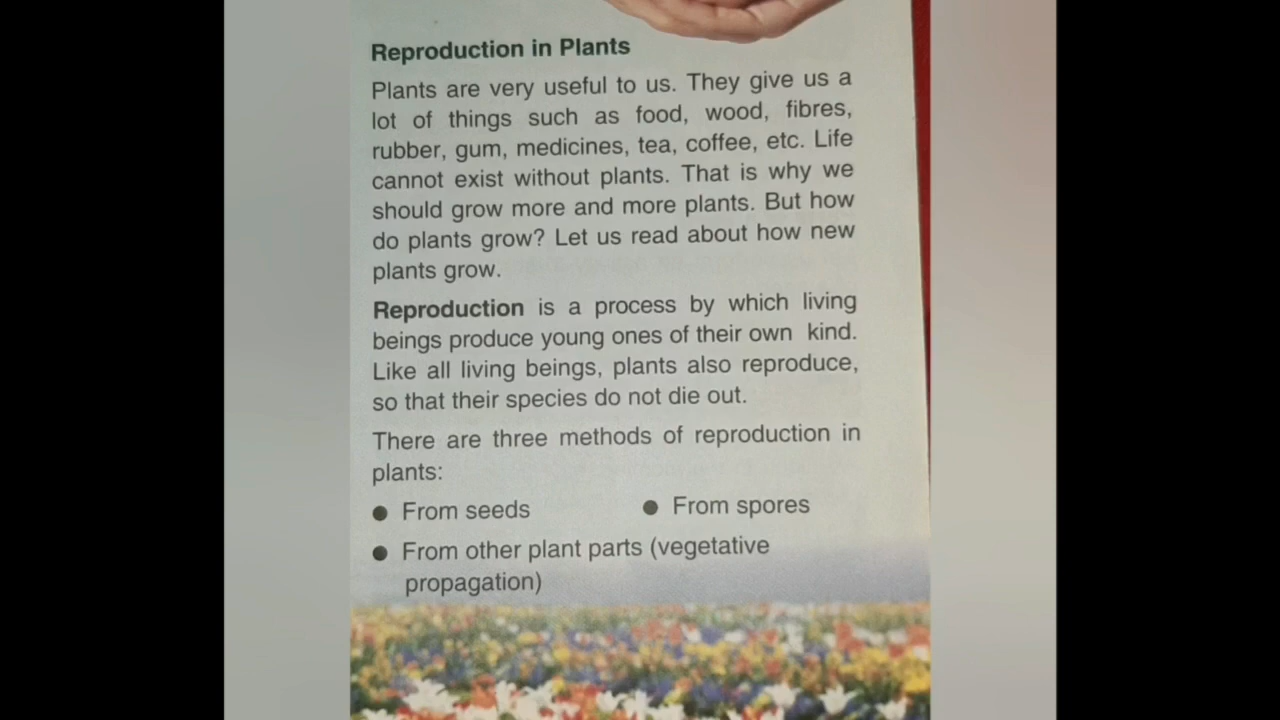 Reproduction in Plants
Plants are very useful to us. They give us a
lot of things such as food, wood, fibres,
rubber, gum, medicines, tea, coffee, etc. Life
cannot exist without plants. That is why we
should grow more and more plants. But how
do plants grow? Let us read about how new
plants grow.
Reproduction is a process by which living
beings produce young ones of their own kind.
Like all living beings, plants also reproduce,
so that their species do not die out.
There are three methods of reproduction in
plants:
● From seeds ● From spores
● From other plant parts (vegetative
propagation)